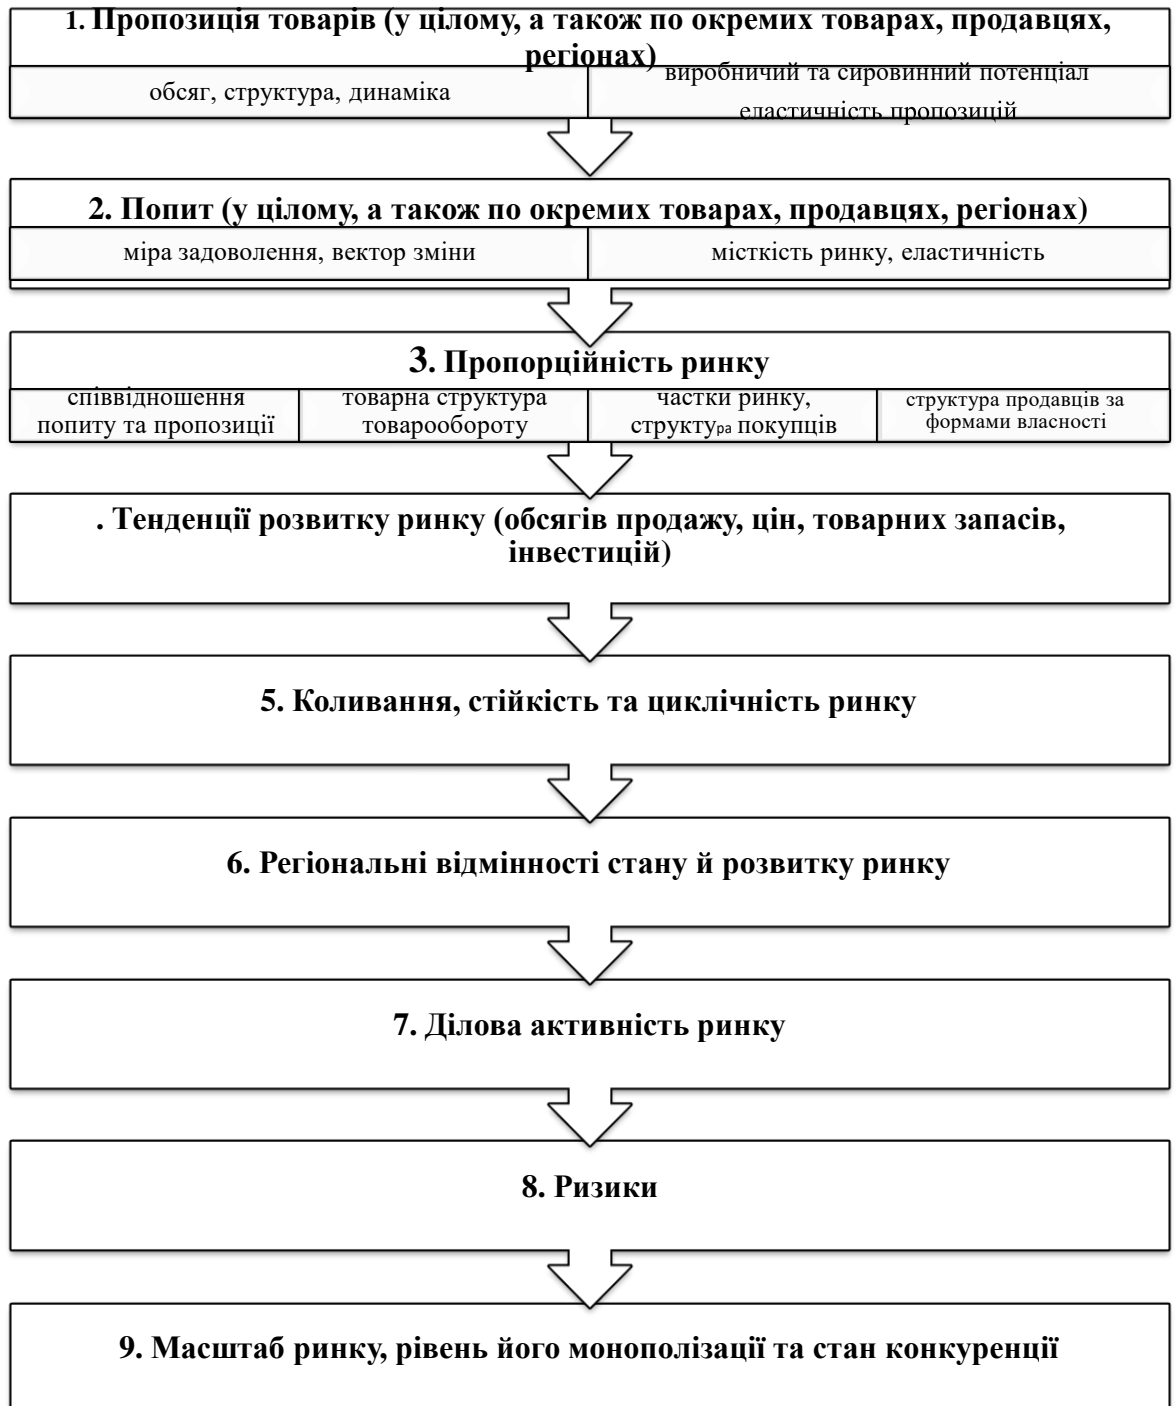 1. Пропозиція товарів (у цілому, а також по окремих товарах, продавцях,
регіонах)
обсяг, структура, динаміка
виробничий та сировинний потенціал
еластичність пропозицій
2. Попит (у цілому, а також по окремих товарах, продавцях, регіонах)
міра задоволення, вектор зміни
місткість ринку, еластичність
3. Пропорційність ринку
співвідношення
попиту та пропозиції
товарна структура
товарообороту
частки ринку,
структура покупців
структура продавців за
формами власності
. Тенденції розвитку ринку (обсягів продажу, цін, товарних запасів,
інвестицій)
5. Коливання, стійкість та циклічність ринку
6. Регіональні відмінності стану й розвитку ринку
7. Ділова активність ринку
8. Ризики
9. Масштаб ринку, рівень його монополізації та стан конкуренції